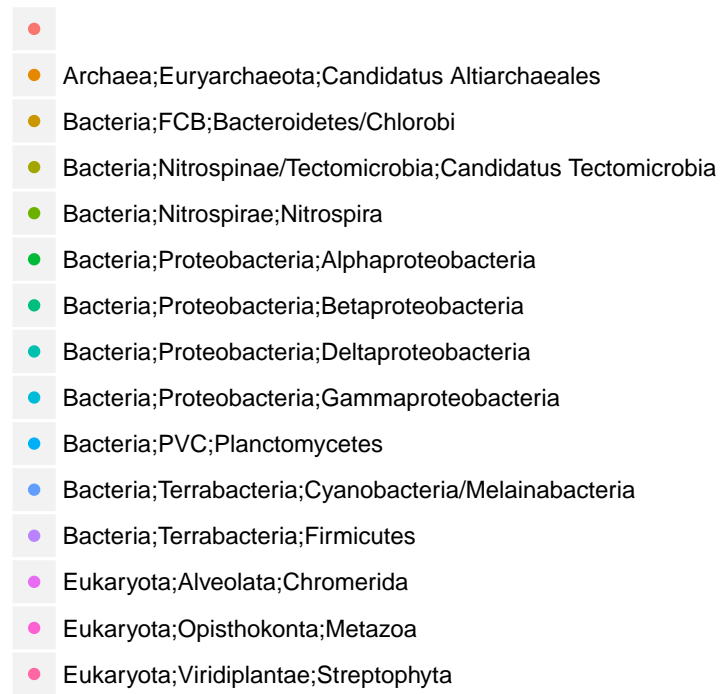 Archaea;Euryarchaeota;Candidatus Altiarchaeales
Bacteria;FCB;Bacteroidetes/Chlorobi
Bacteria;Nitrospinae/Tectomicrobia;Candidatus Tectomicrobia
Bacteria;Nitrospirae;Nitrospira
Bacteria;Proteobacteria;Alphaproteobacteria
Bacteria;Proteobacteria;Betaproteobacteria
Bacteria;Proteobacteria;Deltaproteobacteria
Bacteria;Proteobacteria;Gammaproteobacteria
Bacteria;PVC;Planctomycetes
Bacteria;Terrabacteria;Cyanobacteria/Melainabacteria
Bacteria;Terrabacteria;Firmicutes
Eukaryota;Alveolata;Chromerida
Eukaryota;Opisthokonta;Metazoa
Eukaryota;Viridiplantae;Streptophyta